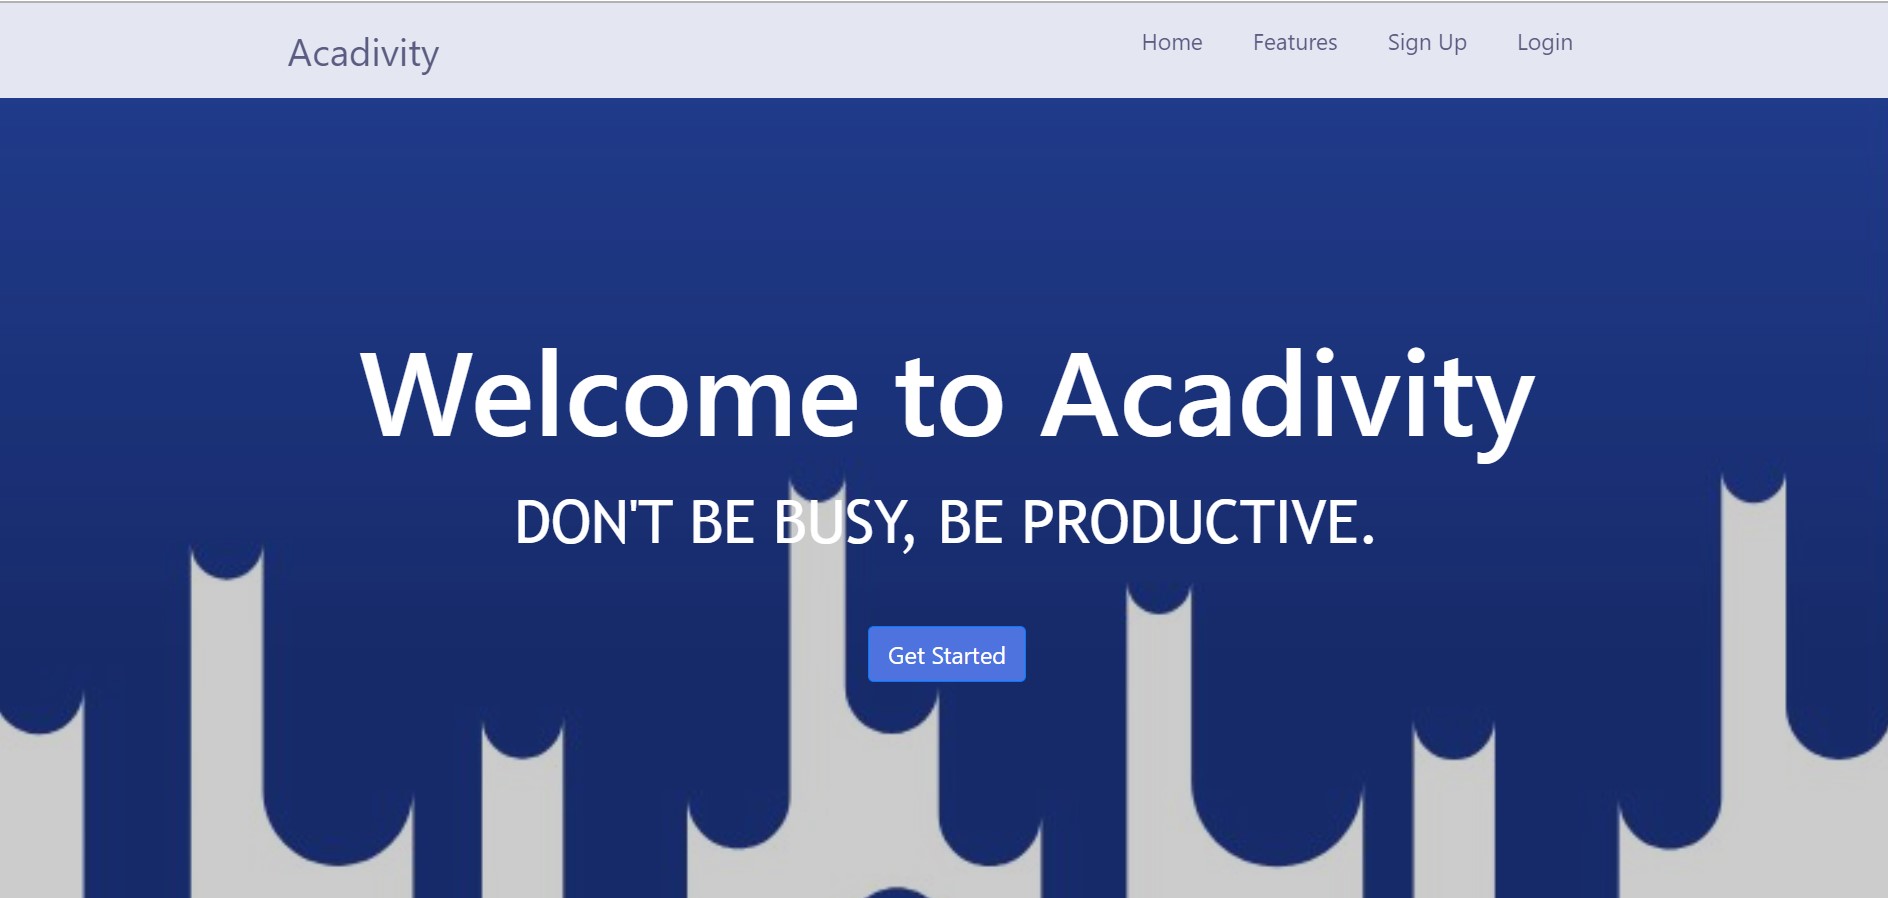 Acadivity
Home Features Sign Up Login
Welcome to Acadivity
DON'T BE BUSY, BE PRODUCTIVE.
Get Started